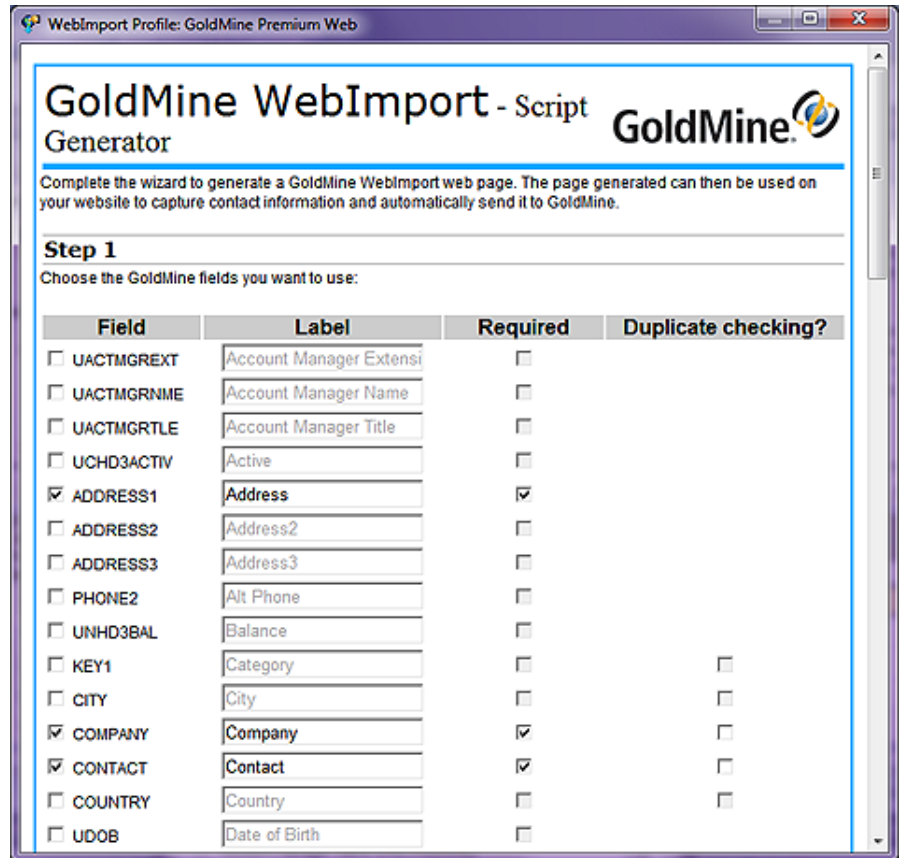 WebImport Profile: GoldMine Premium Web
GoldMine WebImport - Script
Generator
GoldMine
Complete the wizard to generate a GoldMine WebImport web page. The page generated can then be used on
your website to capture contact information and automatically send it to GoldMine.
Step 1
Choose the GoldMine fields you want to use:
Field Label Required Duplicate checking?
UACTMGREXT Account Manager Extensi
UACTMGRNME Account Manager Name
UACTMGRTLE Account Manager Title
UCHD3ACTIV Active
ADDRESS1 Address
ADDRESS2 Address2
ADDRESS3 Address3
PHONE2 Alt Phone
UNHD3BAL Balance
KEY1 Category
CITY City
COMPANY Company
CONTACT Contact
COUNTRY Country
UDOB Date of Birth